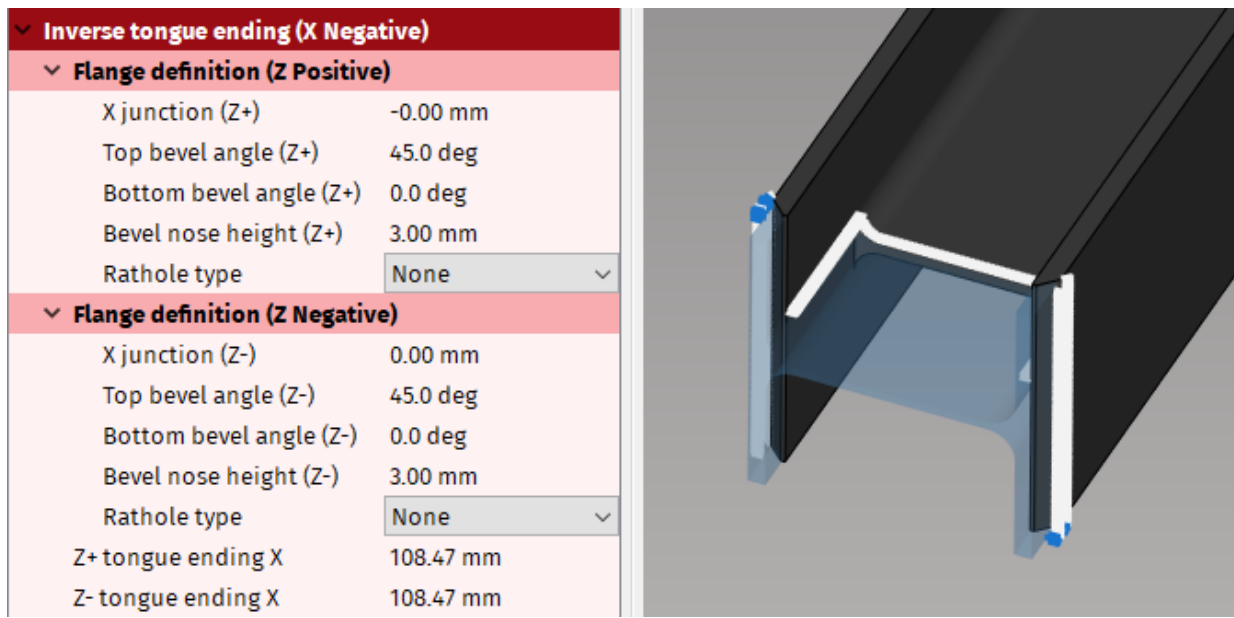 Inverse tongue ending (X Negative)
Flange definition (Z Positive)
X junction (Z+) -0.00 mm
Top bevel angle (Z+) 45.0 deg
Bottom bevel angle (Z+) 0.0 deg
Bevel nose height (Z+) 3.00 mm
Rathole type None
Flange definition (Z Negative)
X junction (Z-) 0.00 mm
Top bevel angle (Z-) 45.0 deg
Bottom bevel angle (Z-) 0.0 deg
Bevel nose height (Z-) 3.00 mm
Rathole type None
Z+ tongue ending X 108.47 mm
Z- tongue ending X 108.47 mm